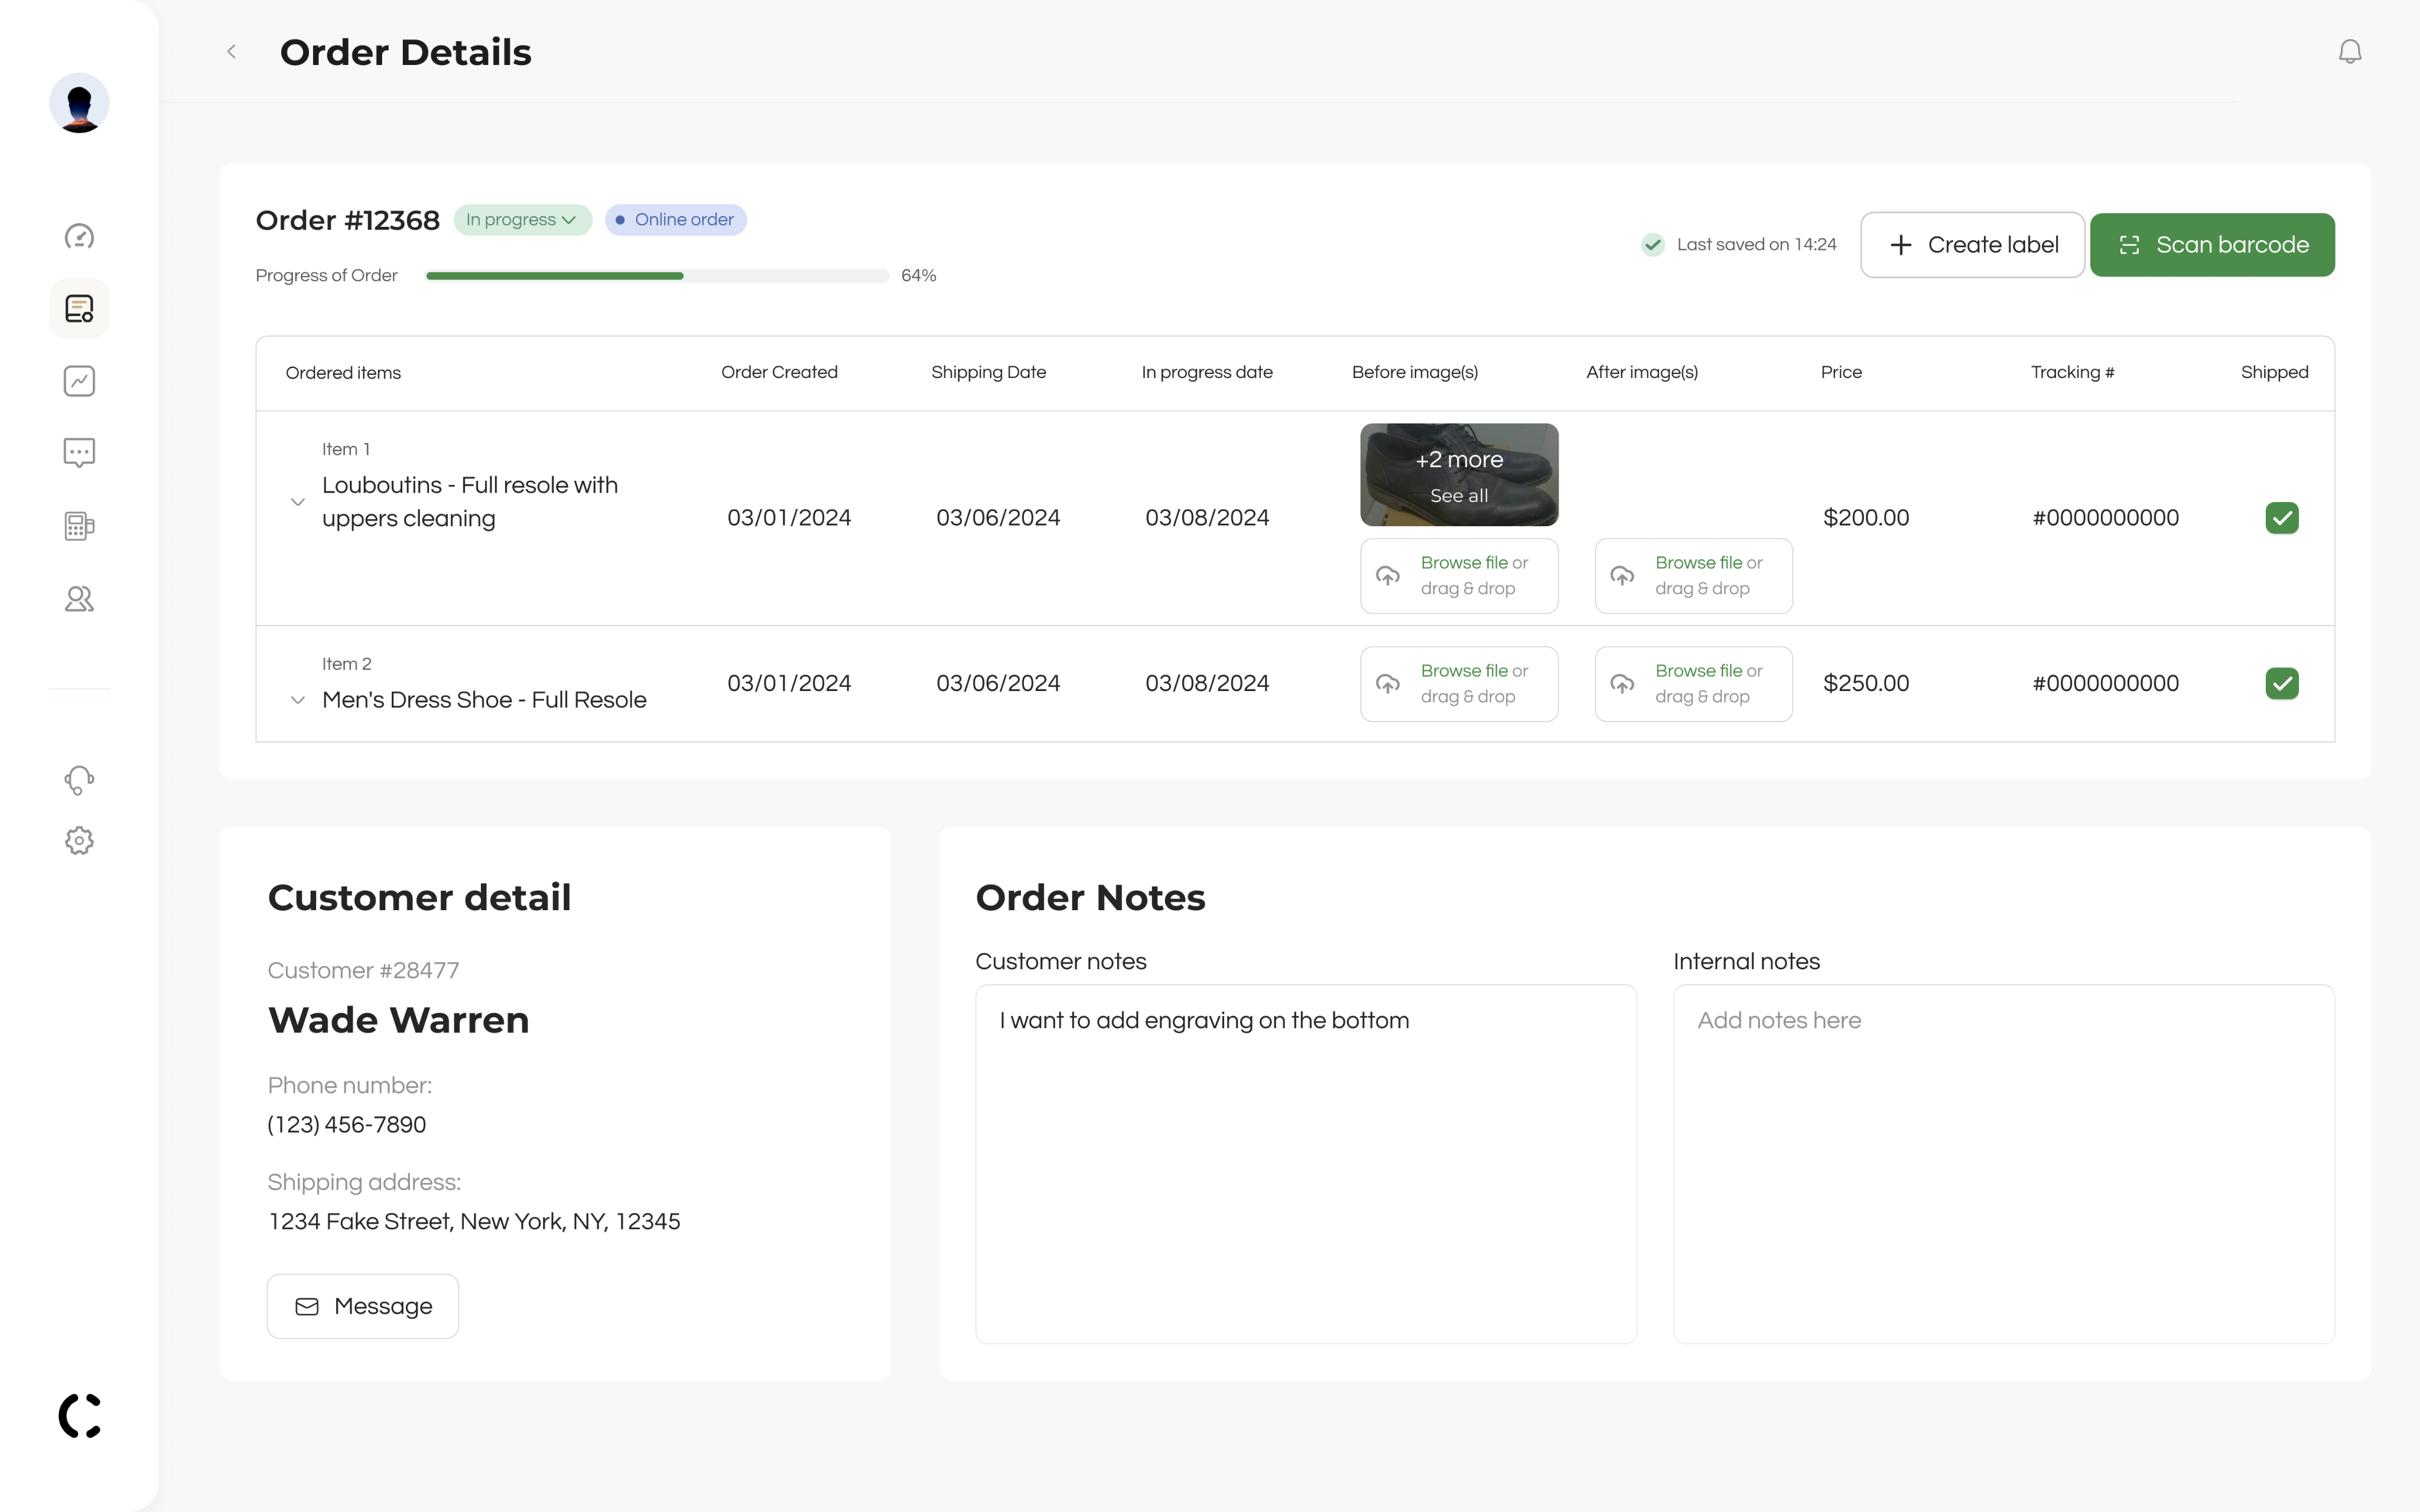 Order Details
Order #12368
In progress
Online order
Progress of Order
64%
Last saved on 14:24
Create label
Scan barcode
Ordered items
Order Created
Shipping Date
In progress date
Before image(s)
After image(s)
Price
Tracking #
Shipped
Item 1
Louboutins - Full resole with
uppers cleaning
03/01/2024
03/06/2024
03/08/2024
+2 more
See all
Browse file or
drag & drop
Browse file or
drag & drop
$200.00
#0000000000
Item 2
Men's Dress Shoe - Full Resole
03/01/2024
03/06/2024
03/08/2024
Browse file or
drag & drop
Browse file or
drag & drop
$250.00
#0000000000
Customer detail
Customer #28477
Wade Warren
Phone number:
(123) 456-7890
Shipping address:
1234 Fake Street, New York, NY, 12345
Message
Order Notes
Customer notes
I want to add engraving on the bottom
Internal notes
Add notes here